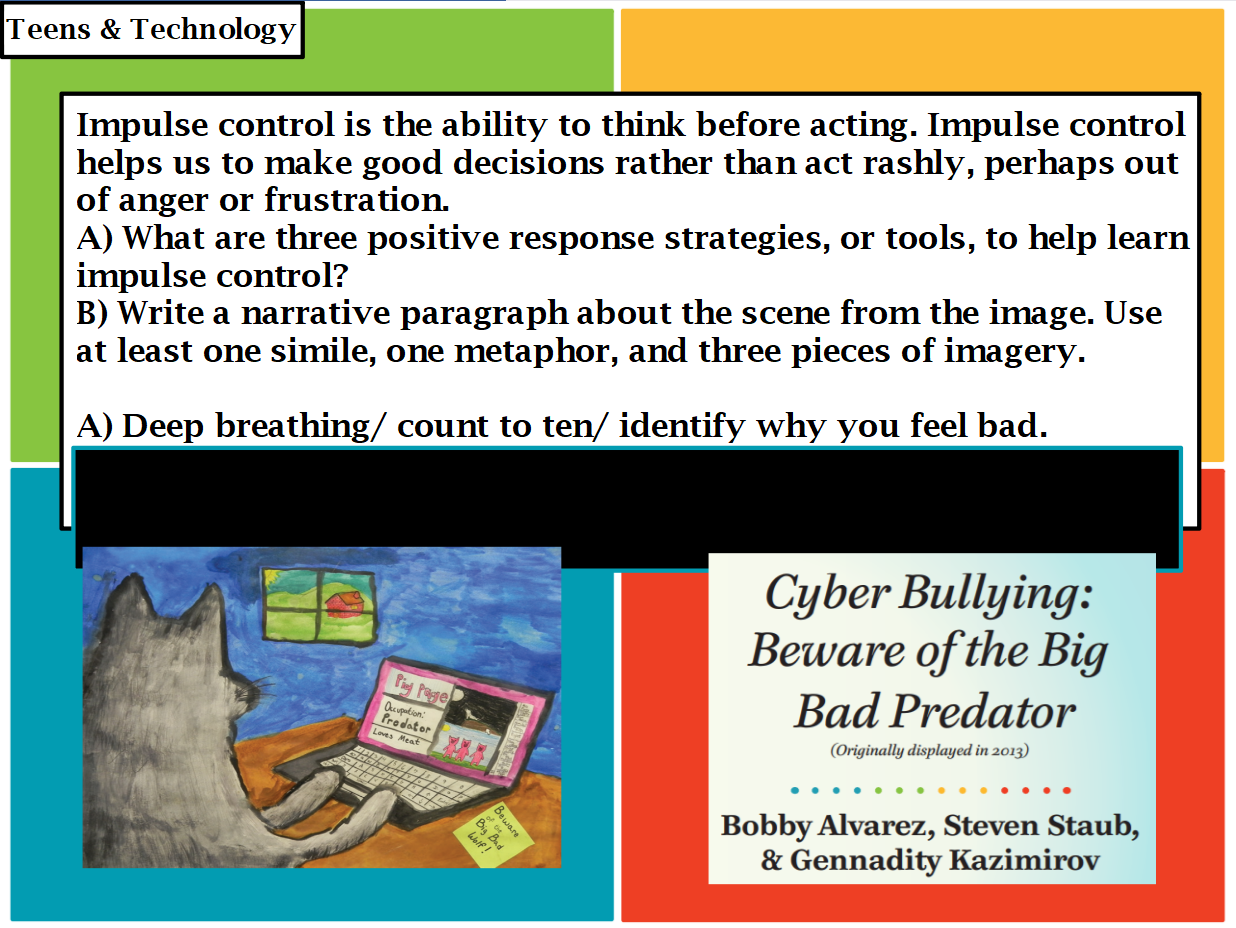 Teens & Technology
Impulse control is the ability to think before acting. Impulse control
helps us to make good decisions rather than act rashly, perhaps out
of anger or frustration.
A) What are three positive response strategies, or tools, to help learn
impulse control?
B) Write a narrative paragraph about the scene from the image. Use
at least one simile, one metaphor, and three pieces of imagery.
A) Deep breathing/ count to ten/ identify why you feel bad.
Pig Page
Occupation:
Predator
Loves Meat
Beware
of the
Big Bad
Wolf!
Cyber Bullying:
Beware of the Big
Bad Predator
(Originally displayed in 2013)
Bobby Alvarez, Steven Staub,
& Gennadity Kazimirov